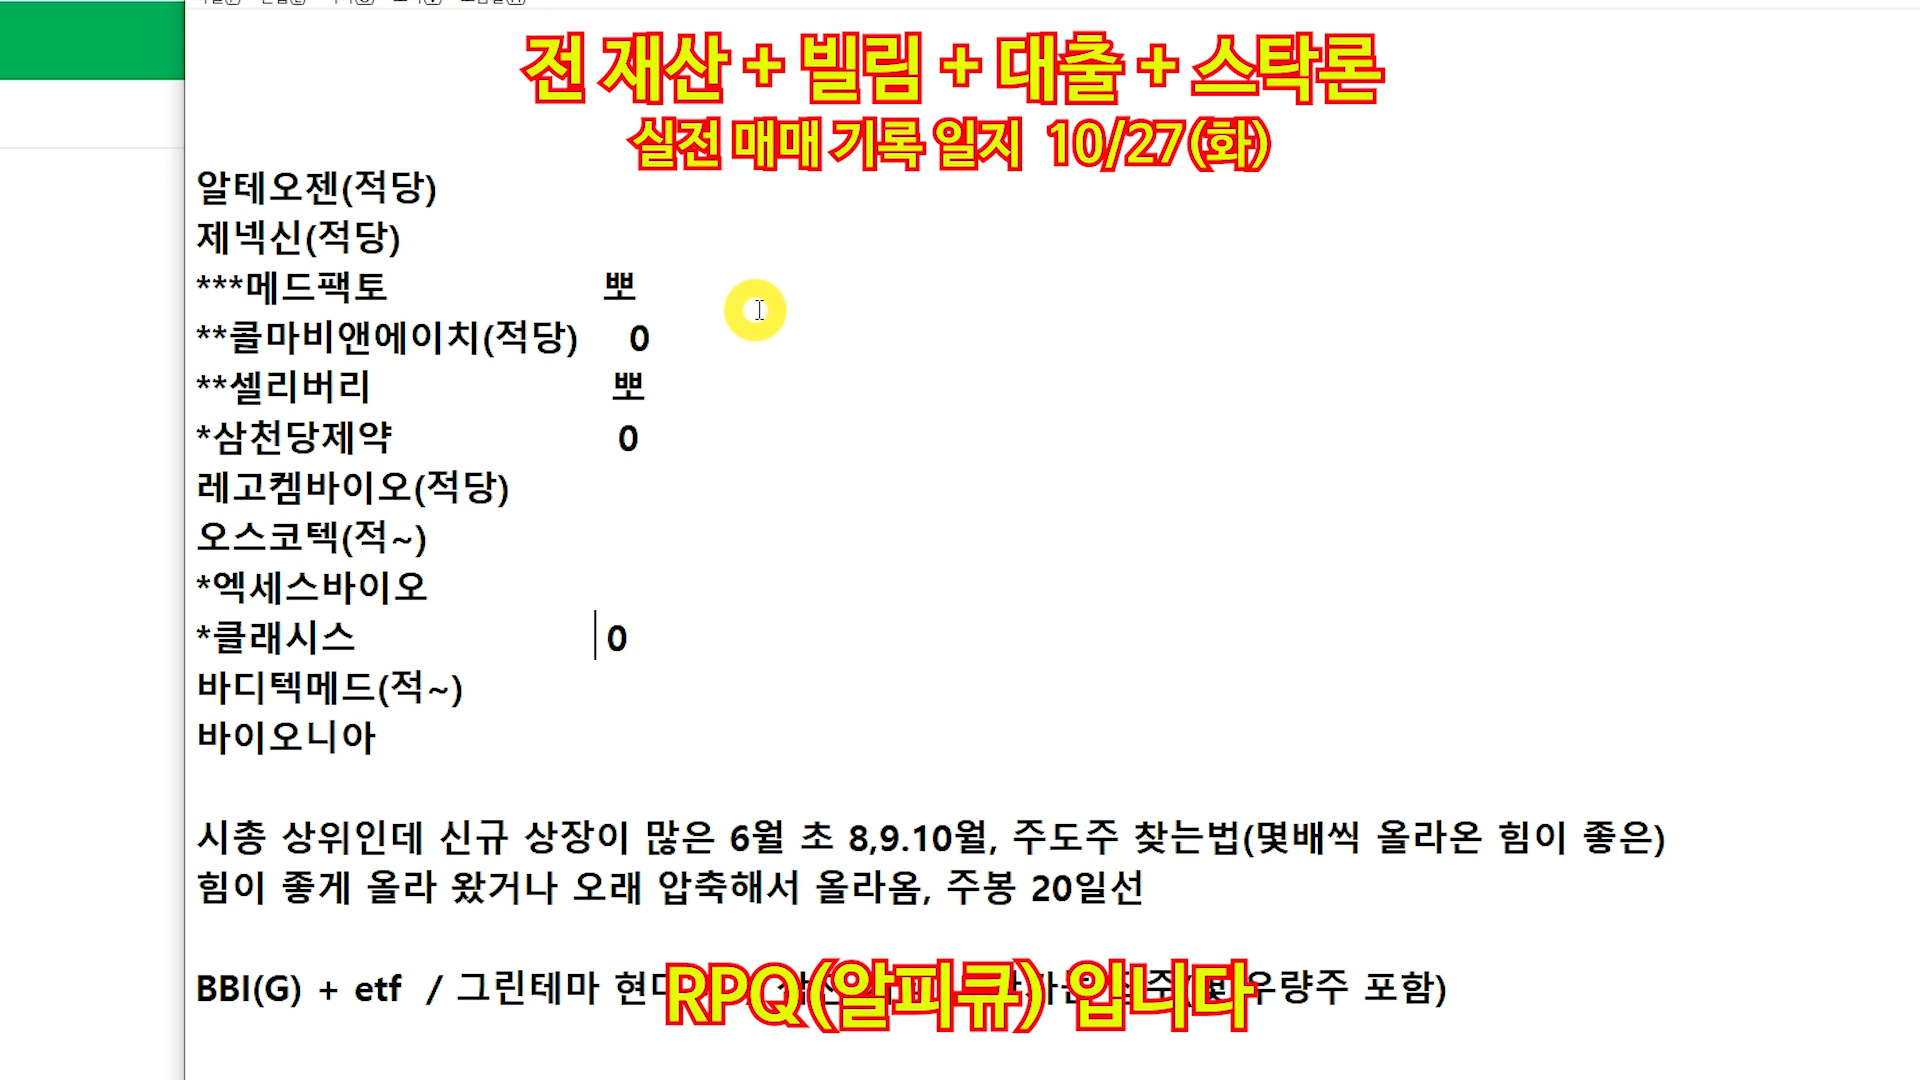 전 재산 + 빌림 + 대출 + 스탁론
실전 매매 기록 일지 10/27(화)
알테오젠(적당)
제넥신(적당)
***메드팩토 뽀
**콜마비앤에이치(적당) 0
**셀리버리 뽀
*삼천당제약 0
레고켐바이오(적당)
오스코텍(적~)
*엑세스바이오
*클래시스 0
바디텍메드(적~)
바이오니아
시총 상위인데 신규 상장이 많은 6월 초 8,9.10월, 주도주 찾는법(몇배씩 올라온 힘이 좋은)
힘이 좋게 올라 왔거나 오래 압축해서 올라옴, 주봉 20일선
BBI(G) + etf / 그린테마 우량주 포함)
RPQ(알피큐) 입니다